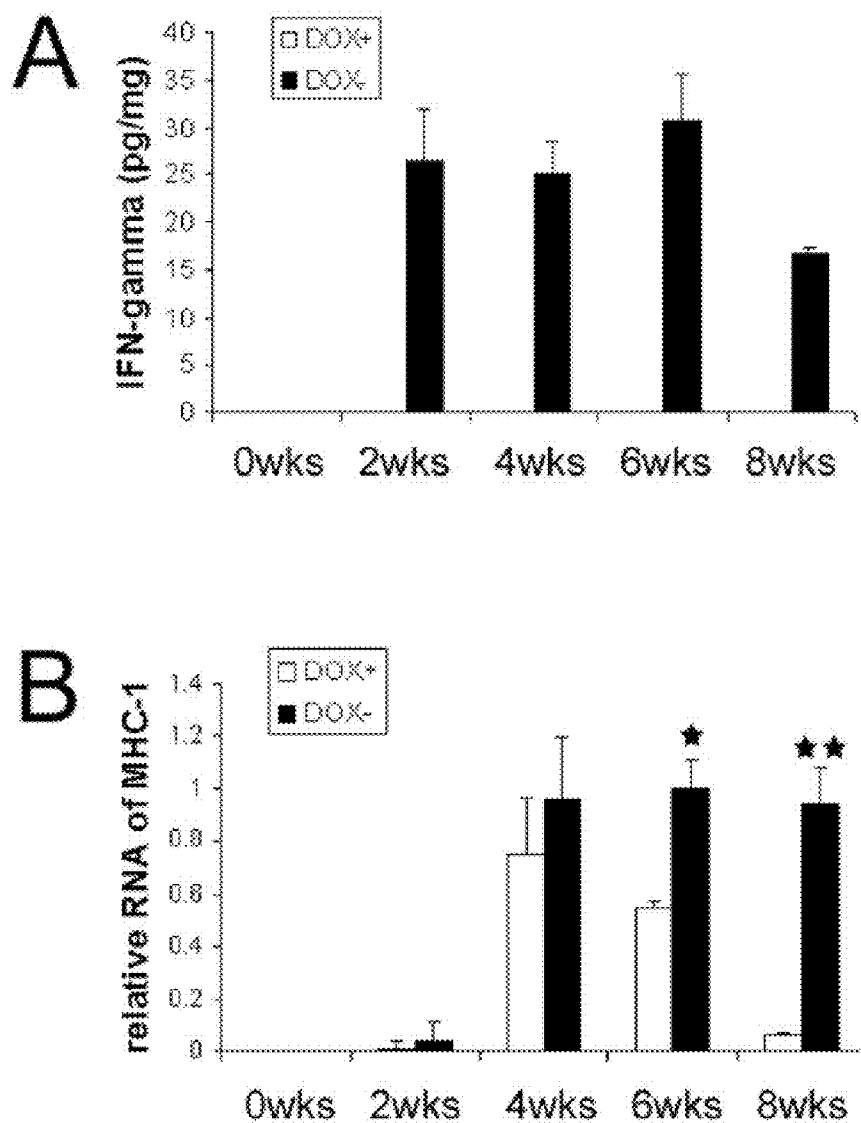 A
IFN-gamma (pg/mg)
40
35
30
25
20
15
10
5
0
DOX+
DOX-
0wks 2wks 4wks 6wks 8wks
B
relative RNA of MHC-1
1.4
1.2
1
0.8
0.6
0.4
0.2
0
DOX+
DOX-
★
★★
0wks 2wks 4wks 6wks 8wks